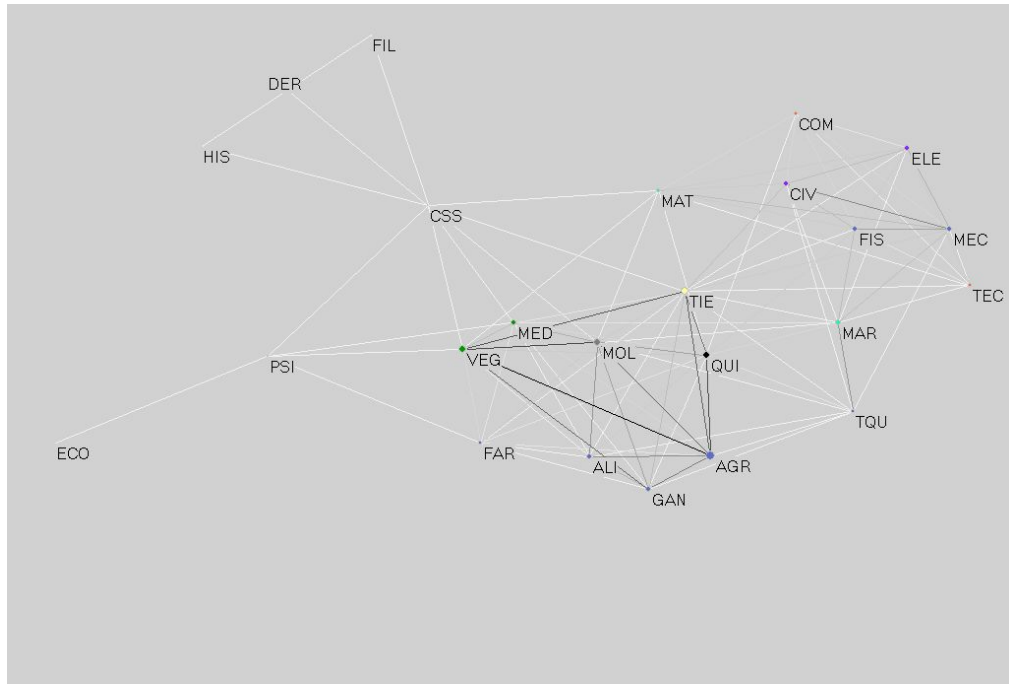 FIL
DER
COM
HIS
ELE
CIV
MAT
CSS
FIS
MEC
TEC
TIE
MED
MAR
VEG
MOL
PSI
QUI
TQU
ECO
FAR
ALI
AGR
GAN